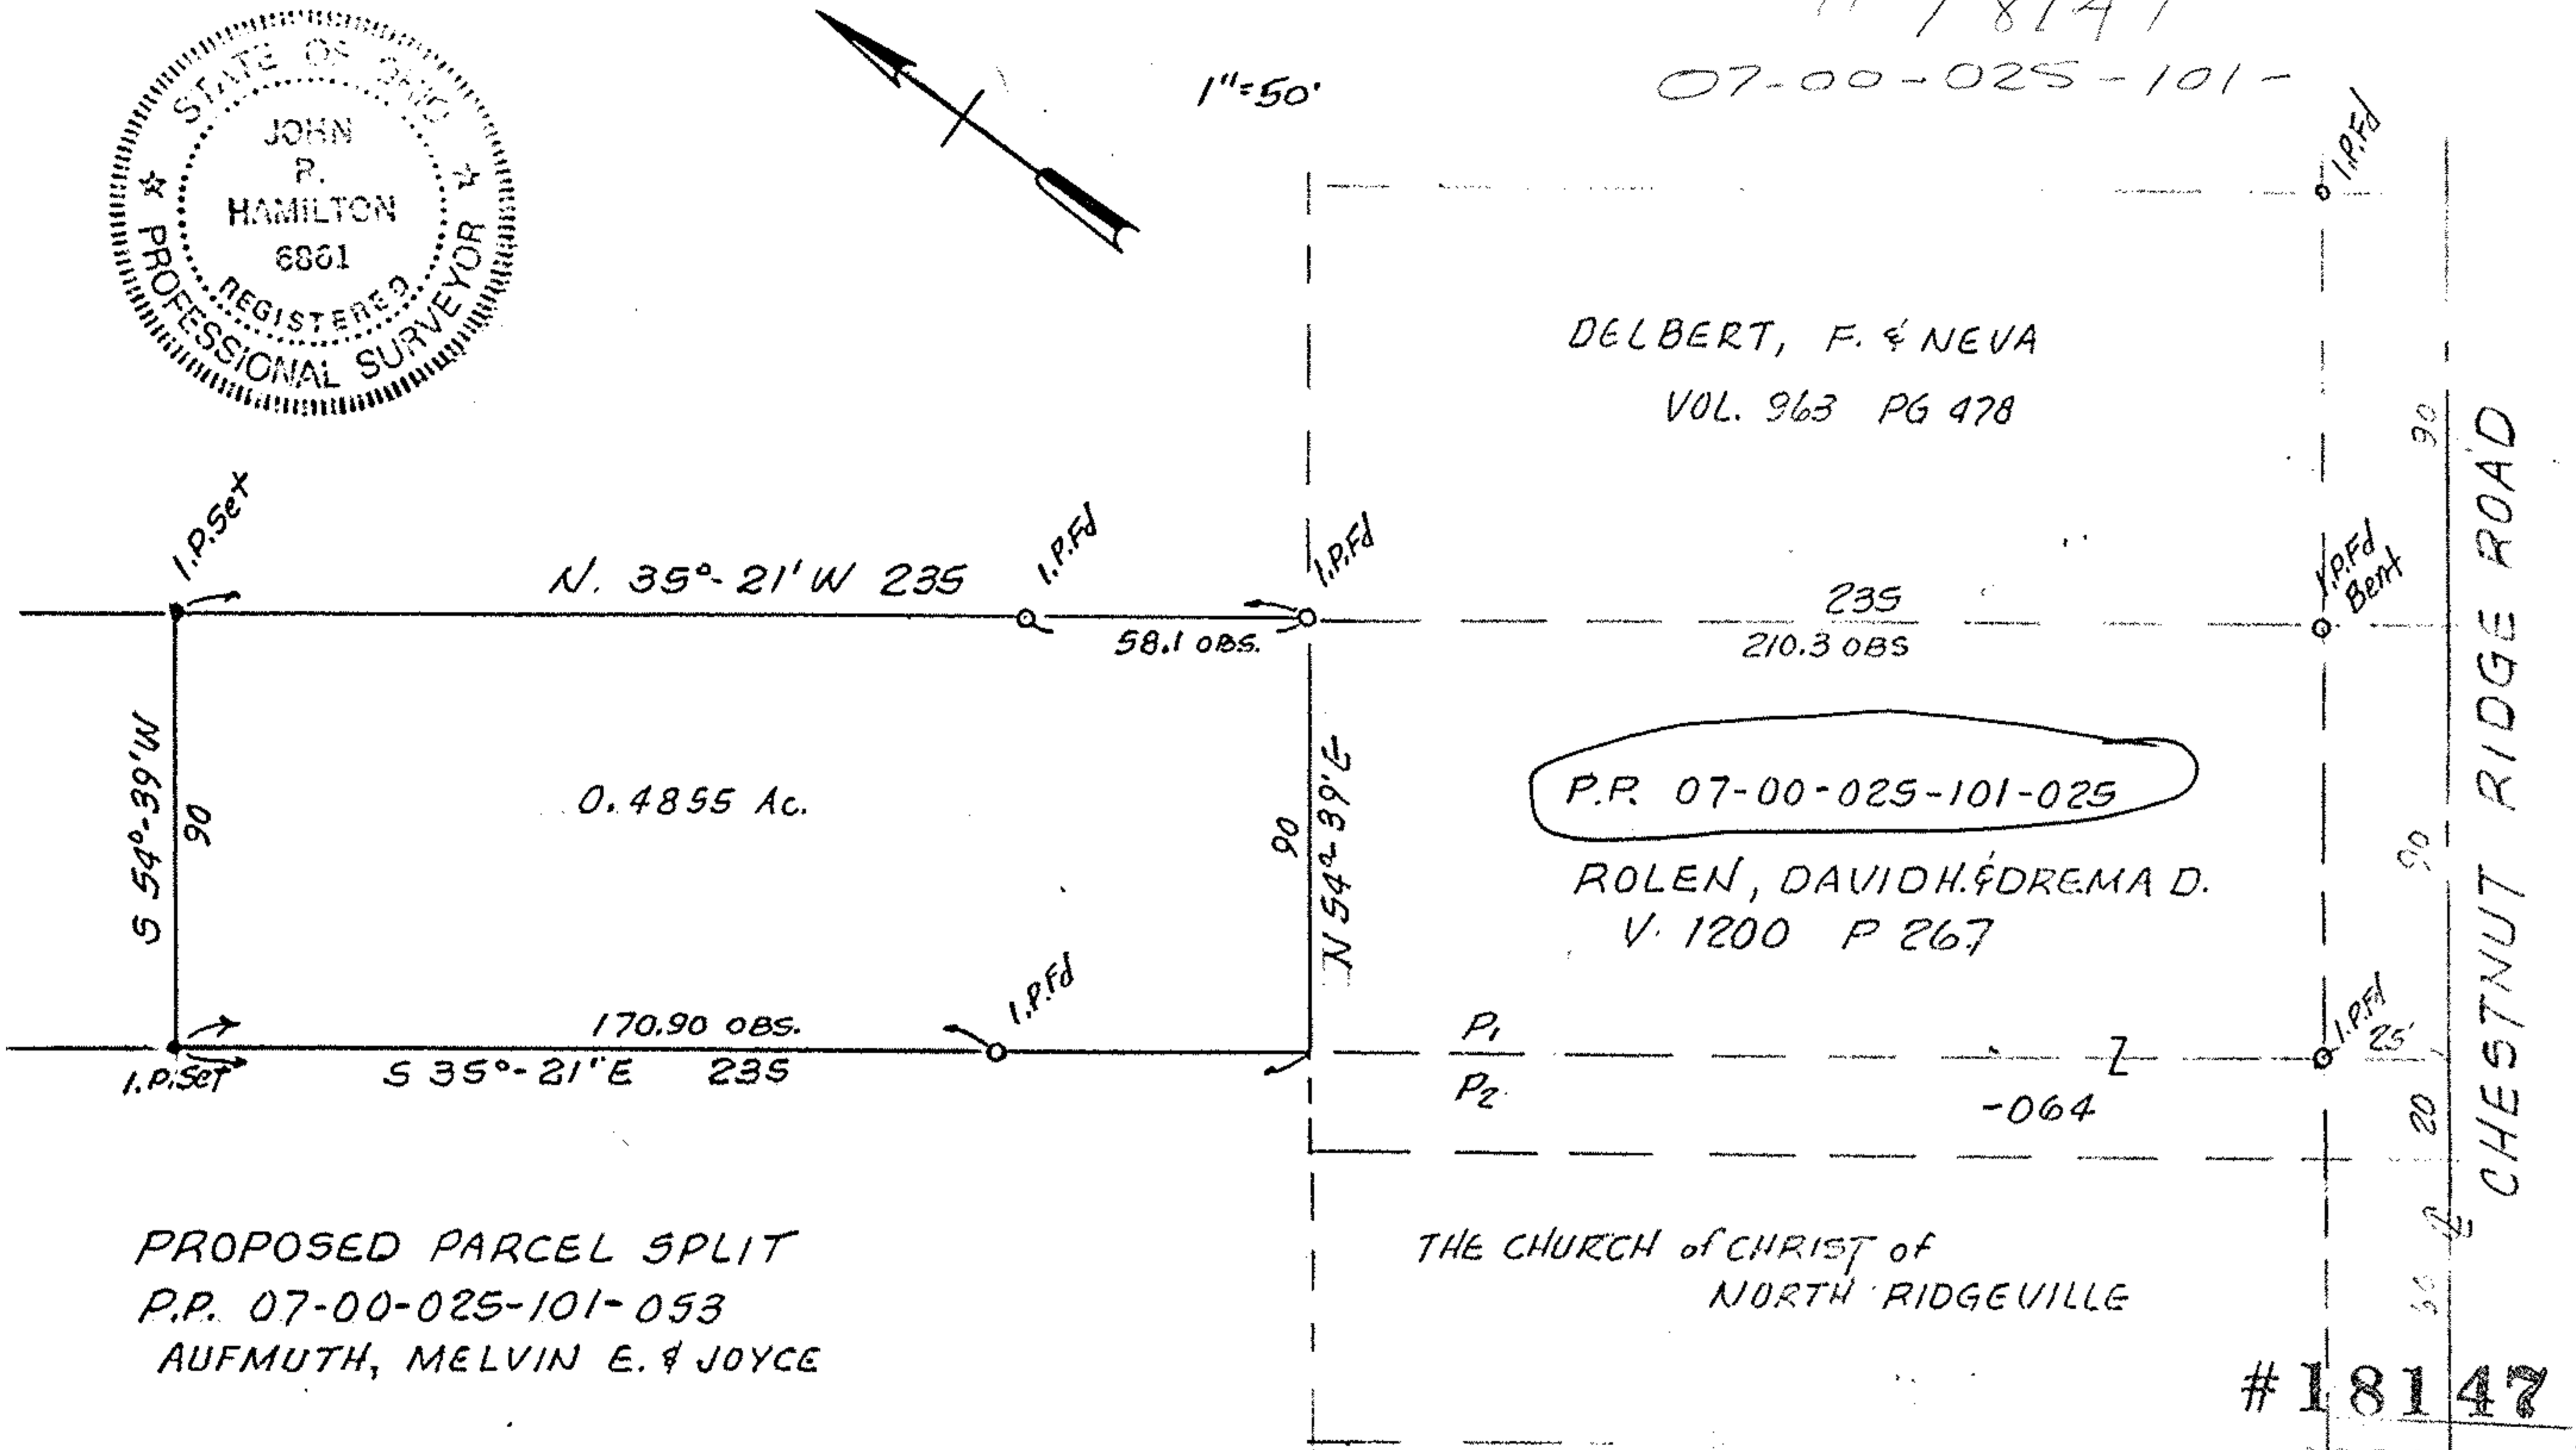 STATE OF OHIO
JOHN
P.
HAMILTON
6861
REGISTERED
PROFESSIONAL SURVEYOR
1"=50'
07-00-025-101-
I.P.Fd
DELBERT, F. & NEVA
VOL. 963 PG 478
90
CHESTNUT RIDGE ROAD
I.P.Set
N. 35°-21' W 235
I.P.Fd
I.P.Fd
58.1 OBS.
235
210.3 OBS
I.P.Fd
Bent
S 54°-39' W
90
0.4855 Ac.
90
N 54°-39' E
P.P. 07-00-025-101-025
90
ROLEN, DAVID H. & DREMA D.
V. 1200 P 267
I.P.Fd
170.90 OBS.
I.P.Set
S 35°-21" E 235
P1
P2
I.P.Fd
25'
-064
20
PROPOSED PARCEL SPLIT
P.P. 07-00-025-101-053
AUFMUTH, MELVIN E. & JOYCE
THE CHURCH of CHRIST of
NORTH RIDGEVILLE
#18147